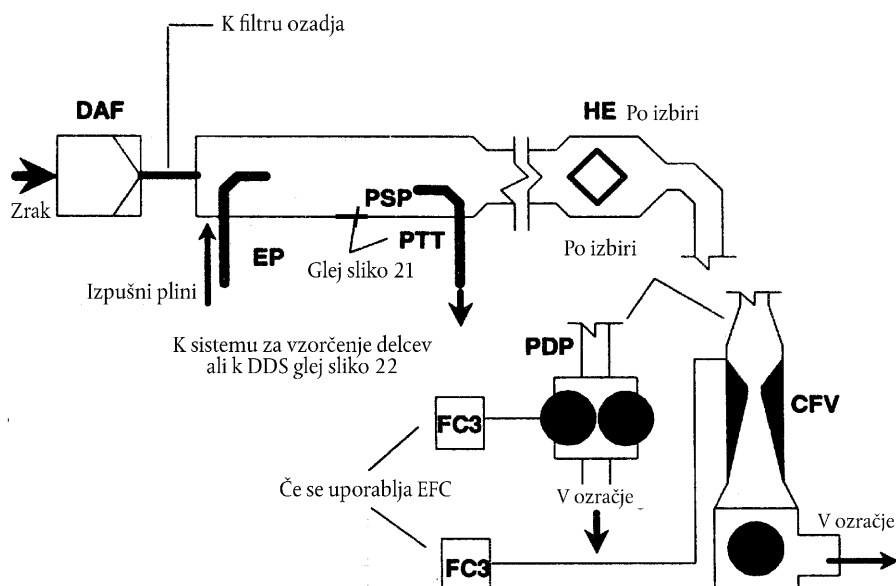 K filtru ozadja
DAF
HE Po izbiri
Zrak
PSP
EP
PTT
Glej sliko 21
Po izbiri
Izpušni plini
K sistemu za vzorčenje delcev
ali k DDS glej sliko 22
PDP
CFV
FC3
Če se uporablja EFC
V ozračje
V ozračje
FC3